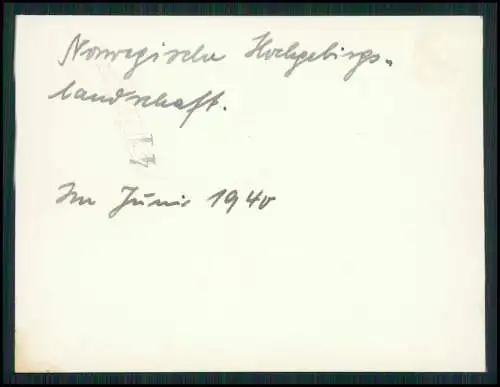 Norwegische Hochgebirgs-
landschaft.
Im Juni 1940